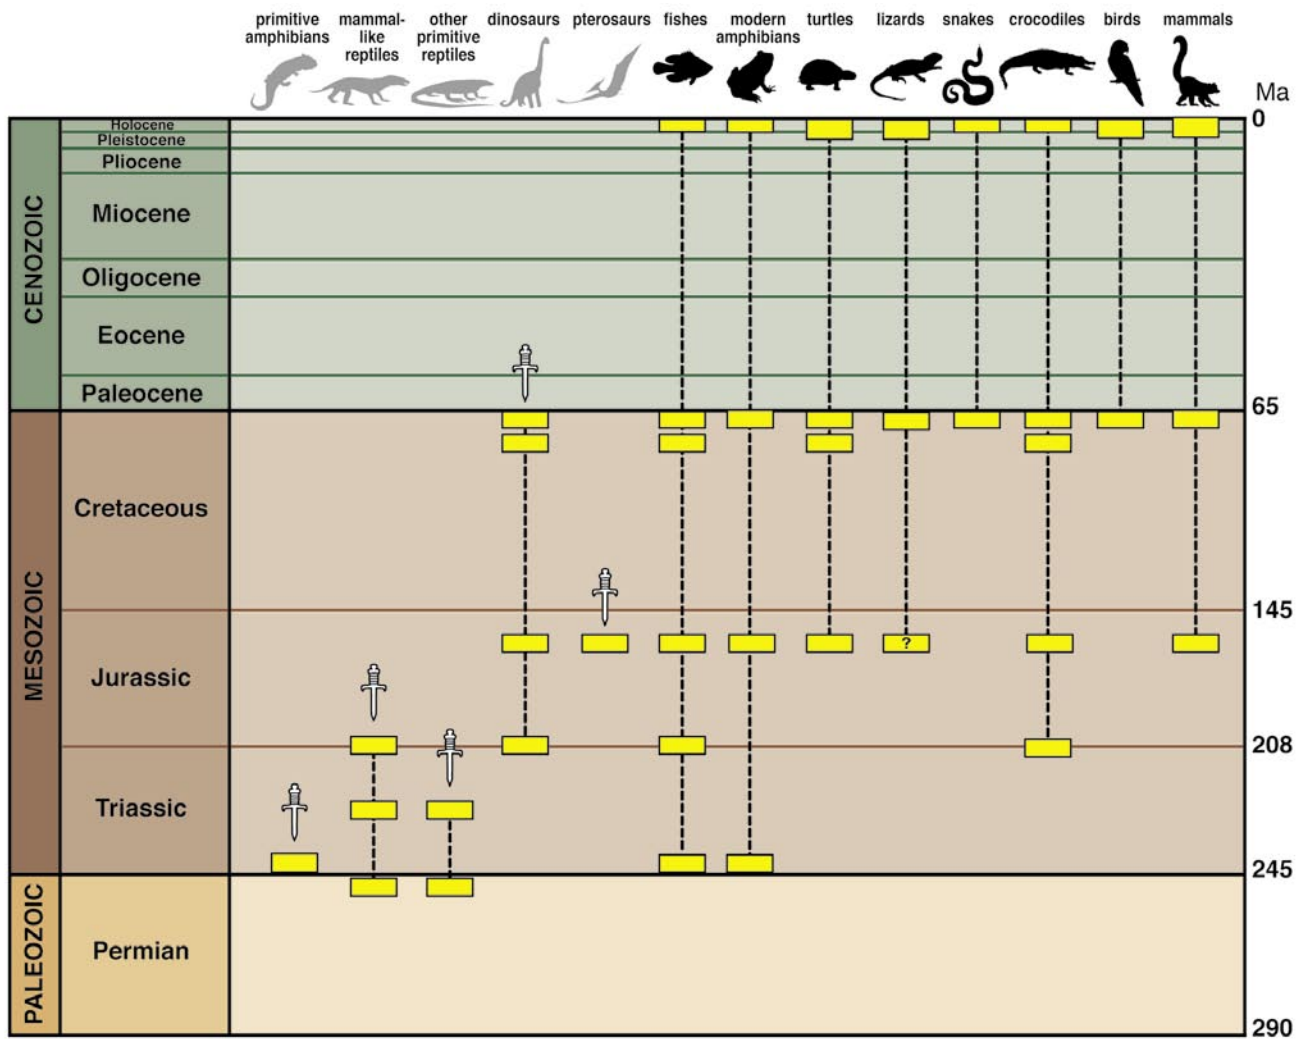 primitive
amphibians
mammal-
like
reptiles
other
primitive
reptiles
dinosaurs
pterosaurs
fishes
modern
amphibians
turtles
lizards
snakes
crocodiles
birds
mammals
Ma
0
CENOZOIC
Holocene
Pleistocene
Pliocene
Miocene
Oligocene
Eocene
Paleocene
65
MESOZOIC
Cretaceous
145
?
Jurassic
208
Triassic
245
PALEOZOIC
Permian
290